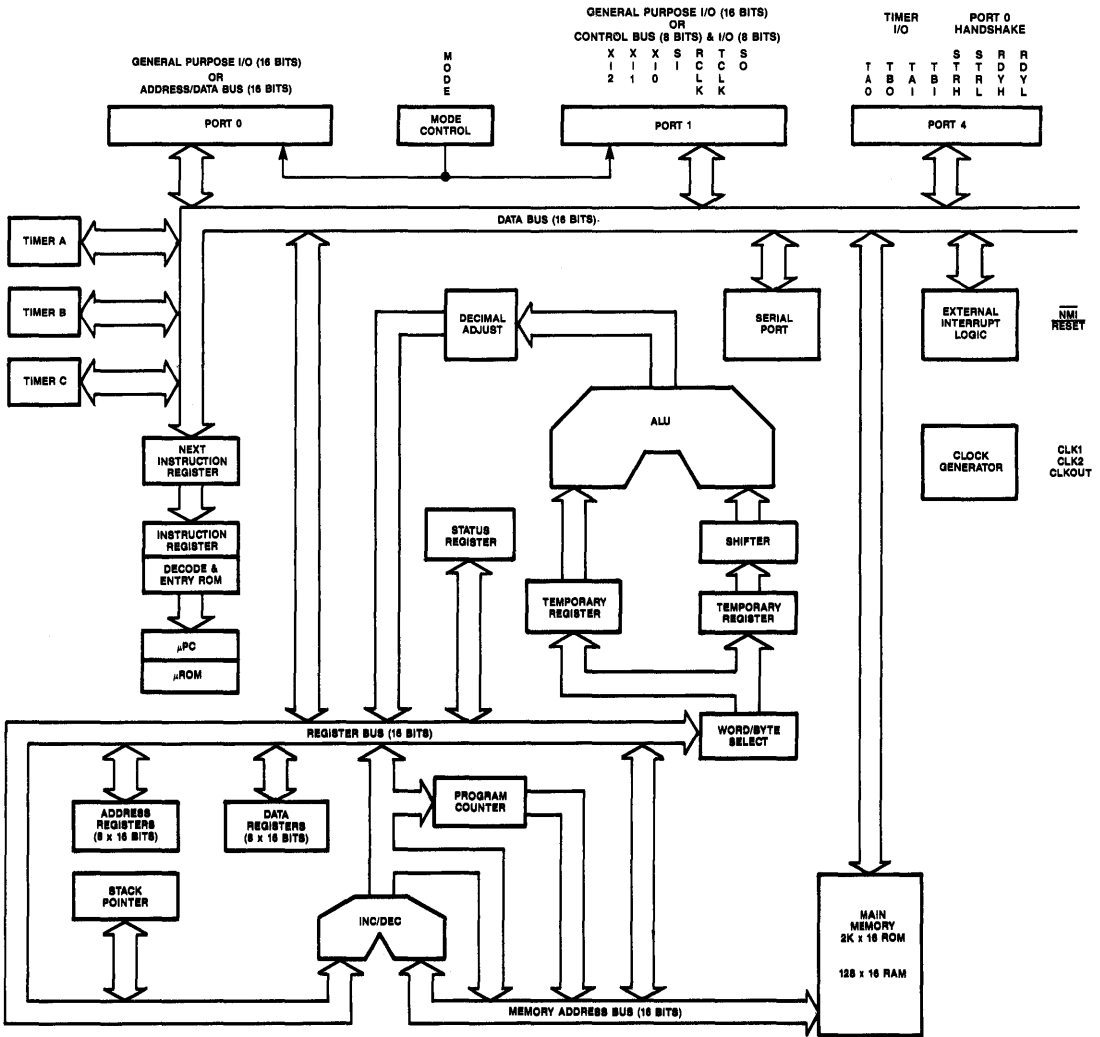 GENERAL PURPOSE I/O (16 BITS)
OR
CONTROL BUS (8 BITS) & I/O (8 BITS)
XI2 XI1 XI0 SI RCLK TCLK SO
TIMER
I/O
PORT 0
HANDSHAKE
TAO TBO TAI TBI STRH STRL RDYH RDYL
GENERAL PURPOSE I/O (16 BITS)
OR
ADDRESS/DATA BUS (16 BITS)
MODE
PORT 0
MODE
CONTROL
PORT 1
PORT 4
DATA BUS (16 BITS)
TIMER A
TIMER B
TIMER C
DECIMAL
ADJUST
SERIAL
PORT
EXTERNAL
INTERRUPT
LOGIC
NMI
RESET
ALU
NEXT
INSTRUCTION
REGISTER
CLOCK
GENERATOR
CLK1
CLK2
CLKOUT
INSTRUCTION
REGISTER
DECODE &
ENTRY ROM
STATUS
REGISTER
SHIFTER
TEMPORARY
REGISTER
TEMPORARY
REGISTER
μPC
μROM
REGISTER BUS (16 BITS)
WORD/BYTE
SELECT
ADDRESS
REGISTERS
(6 x 16 BITS)
DATA
REGISTERS
(6 x 16 BITS)
PROGRAM
COUNTER
STACK
POINTER
INC/DEC
MAIN
MEMORY
2K x 16 ROM
128 x 16 RAM
MEMORY ADDRESS BUS (16 BITS)